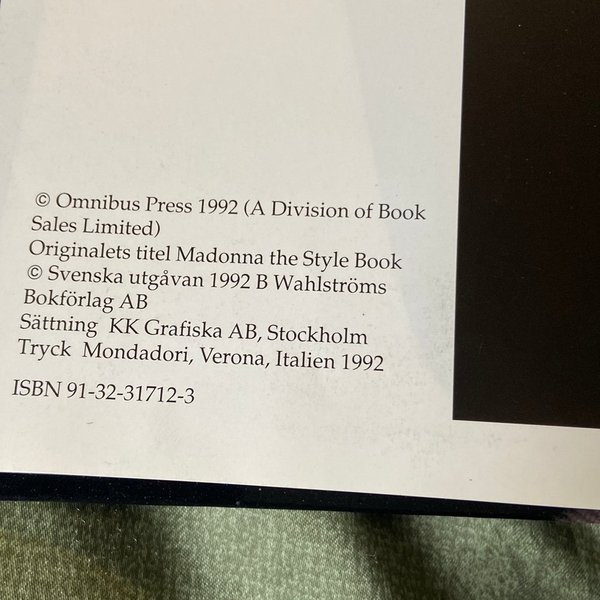 © Omnibus Press 1992 (A Division of Book
Sales Limited)
Originalets titel Madonna the Style Book
© Svenska utgåvan 1992 B Wahlströms
Bokförlag AB
Sättning KK Grafiska AB, Stockholm
Tryck Mondadori, Verona, Italien 1992
ISBN 91-32-31712-3